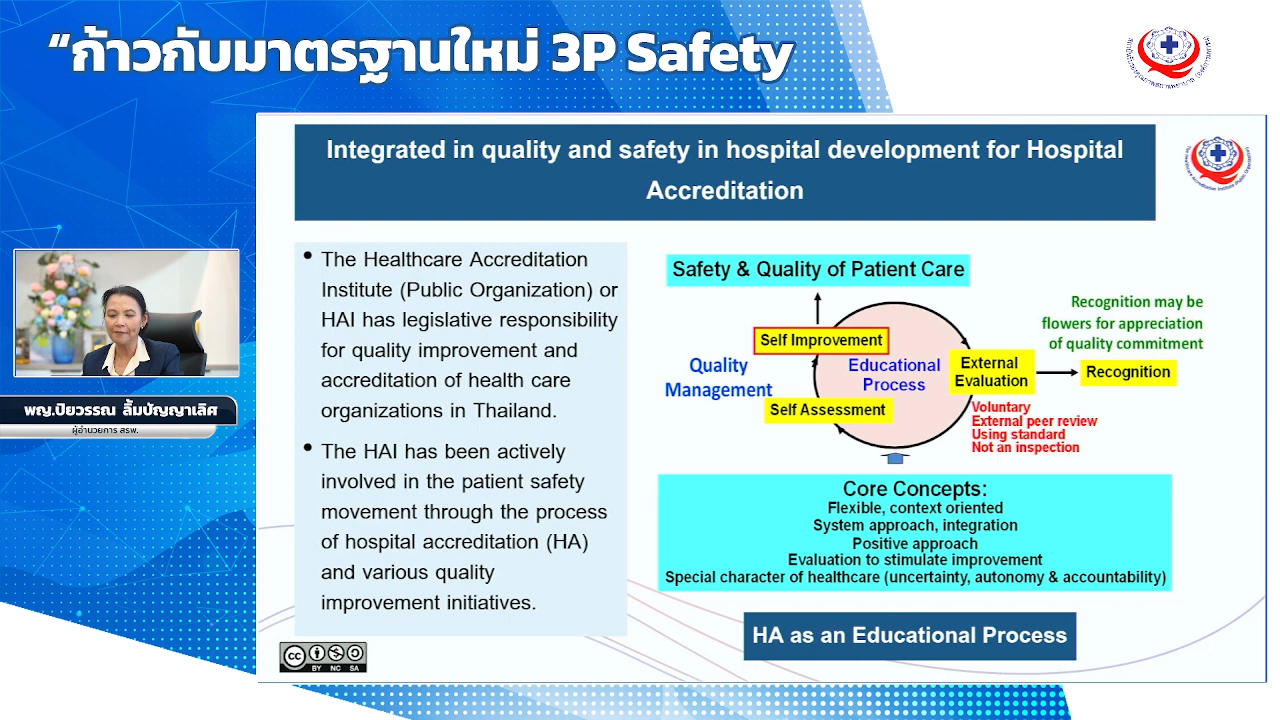 “ก้าวกับมาตรฐานใหม่ 3P Safety
Integrated in quality and safety in hospital development for Hospital
Accreditation
• The Healthcare Accreditation
Institute (Public Organization) or
HAI has legislative responsibility
for quality improvement and
accreditation of health care
organizations in Thailand.
• The HAI has been actively
involved in the patient safety
movement through the process
of hospital accreditation (HA)
and various quality
improvement initiatives.
Safety & Quality of Patient Care
Self Improvement
Quality
Management
Educational
Process
Self Assessment
External
Evaluation
Recognition may be
flowers for appreciation
of quality commitment
Recognition
Voluntary
External peer review
Using standard
Not an inspection
Core Concepts:
Flexible, context oriented
System approach, integration
Positive approach
Evaluation to stimulate improvement
Special character of healthcare (uncertainty, autonomy & accountability)
HA as an Educational Process
พญ.ปิยวรรณ ลิ้มปัญญาเลิศ
ผู้อำนวยการ สรพ.
cc
BY NC SA